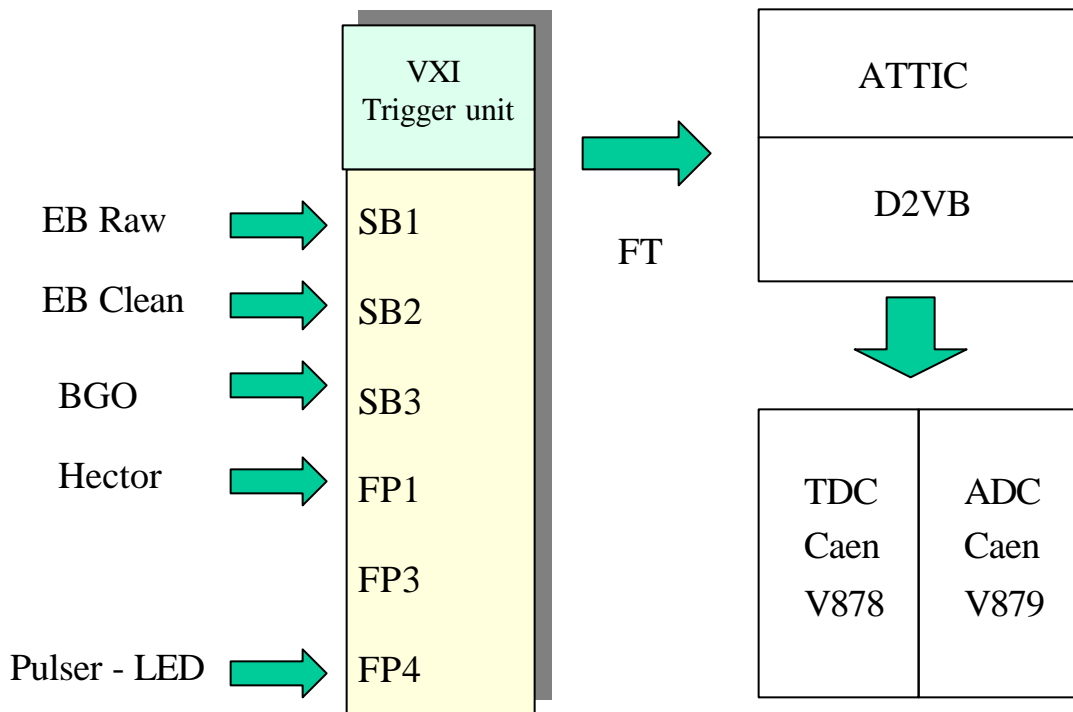 VXI
Trigger unit
EB Raw
SB1
EB Clean
SB2
BGO
SB3
Hector
FP1
FP3
Pulser - LED
FP4
FT
ATTIC
D2VB
TDC
Caen
V878
ADC
Caen
V879